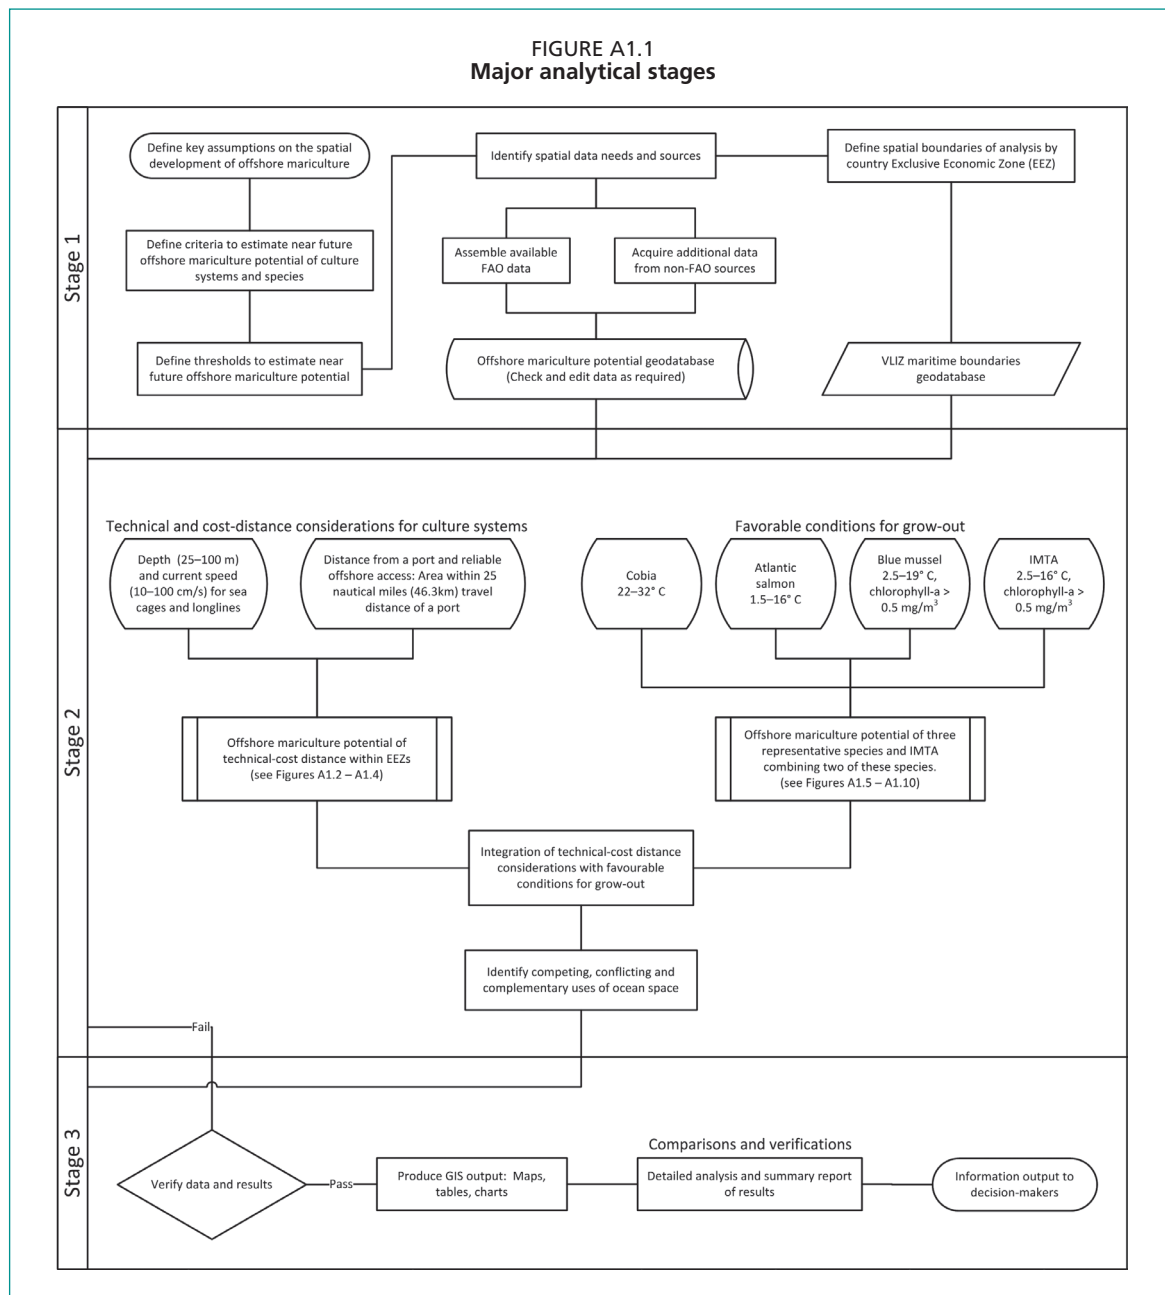 FIGURE A1.1
Major analytical stages
Stage 1
Define key assumptions on the spatial
development of offshore mariculture
Identify spatial data needs and sources
Define spatial boundaries of analysis by
country Exclusive Economic Zone (EEZ)
Define criteria to estimate near future
offshore mariculture potential of culture
systems and species
Assemble available
FAO data
Acquire additional data
from non-FAO sources
Define thresholds to estimate near
future offshore mariculture potential
Offshore mariculture potential geodatabase
(Check and edit data as required)
VLIZ maritime boundaries
geodatabase
Stage 2
Technical and cost-distance considerations for culture systems
Favorable conditions for grow-out
Depth (25–100 m)
and current speed
(10–100 cm/s) for sea
cages and longlines
Distance from a port and reliable
offshore access: Area within 25
nautical miles (46.3km) travel
distance of a port
Cobia
22–32° C
Atlantic
salmon
1.5–16° C
Blue mussel
2.5–19° C,
chlorophyll-a >
0.5 mg/m³
IMTA
2.5–16° C,
chlorophyll-a >
0.5 mg/m³
Offshore mariculture potential of
technical-cost distance within EEZs
(see Figures A1.2 – A1.4)
Offshore mariculture potential of three
representative species and IMTA
combining two of these species.
(see Figures A1.5 – A1.10)
Integration of technical-cost distance
considerations with favourable
conditions for grow-out
Identify competing, conflicting and
complementary uses of ocean space
Fail
Stage 3
Verify data and results
Pass
Produce GIS output: Maps,
tables, charts
Comparisons and verifications
Detailed analysis and summary report
of results
Information output to
decision-makers